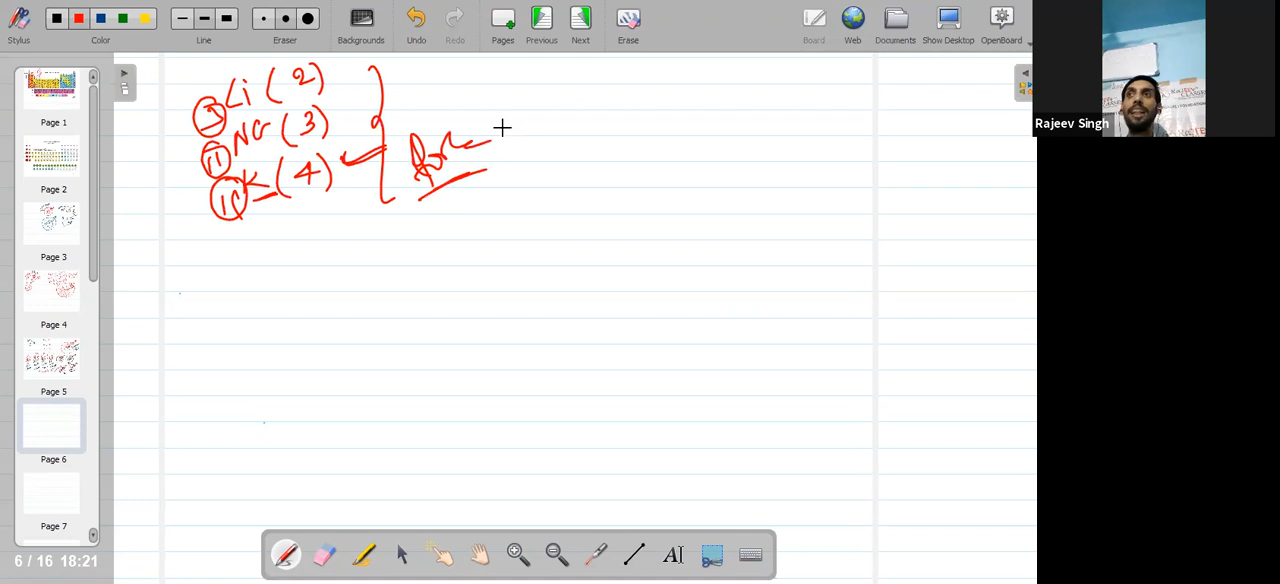 Stylus
Color
Line
Eraser
Backgrounds
Undo
Redo
Pages
Previous
Next
Erase
Board
Web
Documents
Show Desktop
OpenBoard
Page 1
Page 2
Page 3
Page 4
Page 5
Page 6
Page 7
6 / 16 18:21
3 Li (2)
11 Na (3)
19 K (4)
Rajeev Singh